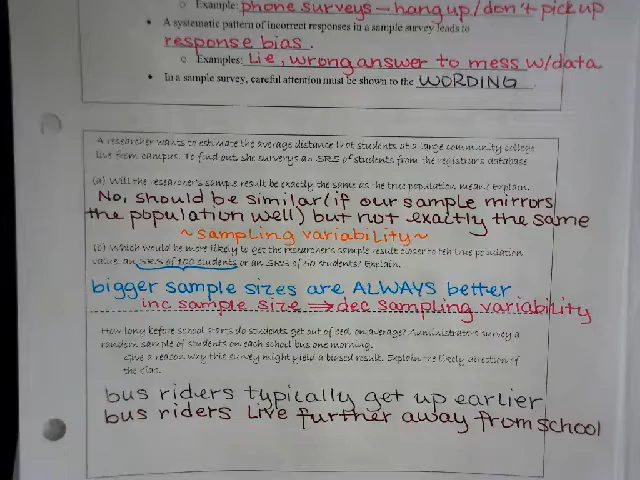 Example: phone surveys – hang up/don't pick up
A systematic pattern of incorrect responses in a sample survey leads to
response bias.
Examples: Lie, wrong answer to mess w/data
In a sample survey, careful attention must be shown to the WORDING
A researcher wants to estimate the average distance that students at a large community college
live from campus. To find out she surveys an SRS of students from the registrar's database
(a) Will the researcher's sample result be exactly the same as the true population mean? Explain.
No, should be similar (if our sample mirrors
the population well) but not exactly the same
~sampling variability~
Which would be more likely to get the researcher's sample result closer to teh true population
value: an SRS of 100 students or an SRS of students? Explain.
bigger sample sizes are ALWAYS better
inc sample size ⇒ dec sampling variability
How long before school starts do students get out of bed, on average? Administrators survey a
random sample of students on each school bus one morning.
Give a reason why this survey might yield a biased result. Explain the likely direction of
the bias.
bus riders typically get up earlier
bus riders live further away from school